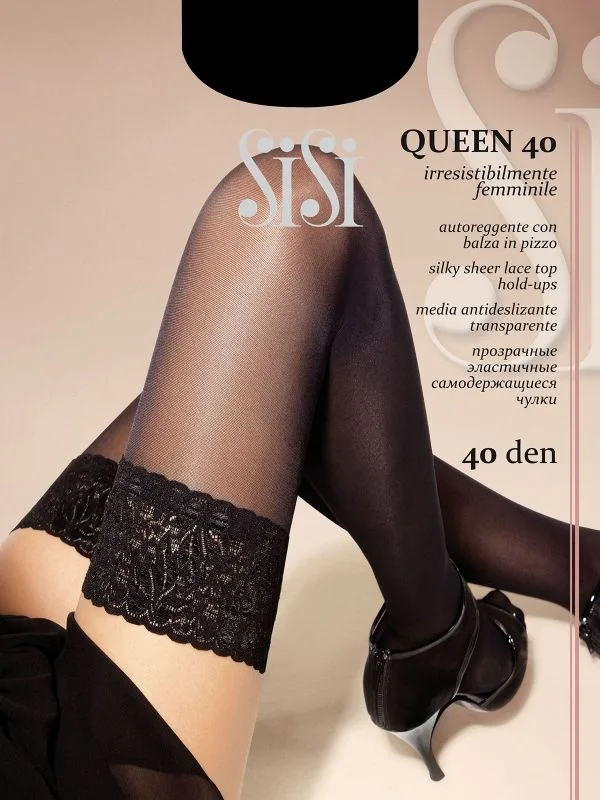 SiSi
QUEEN 40
irresistibilmente
femminile
autoreggente con
balza in pizzo
silky sheer lace top
hold-ups
media antideslizante
transparente
прозрачные
эластичные
самодержащиеся
чулки
40 den
Si